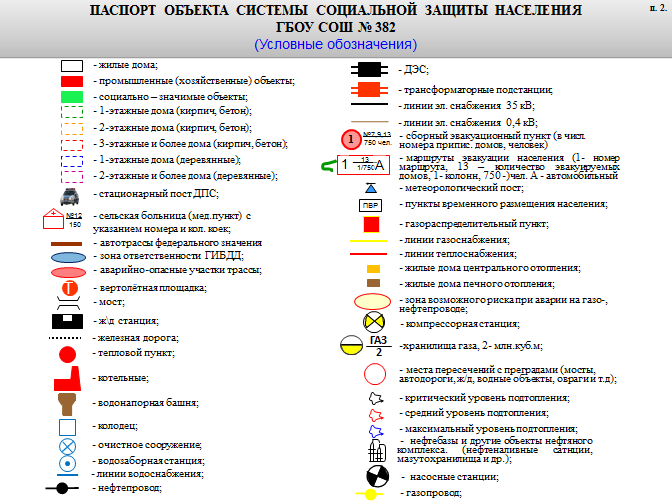 ПАСПОРТ ОБЪЕКТА СИСТЕМЫ СОЦИАЛЬНОЙ ЗАЩИТЫ НАСЕЛЕНИЯ
п. 2.
ГБОУ СОШ № 382
(Условные обозначения)
- жилые дома;
- промышленные (хозяйственные) объекты;
- социально – значимые объекты;
- 1-этажные дома (кирпич, бетон);
- 2-этажные дома (кирпич, бетон);
- 3-этажные и более дома (кирпич, бетон);
- 1-этажные дома (деревянные);
- 2-этажные и более дома (деревянные);
- стационарный пост ДПС;
№12
150
- сельская больница (мед.пункт) с
указанием номера и кол. коек;
- автотрассы федерального значения
- зона ответственности ГИБДД;
- аварийно-опасные участки трассы;
Т
- вертолётная площадка;
- мост;
- ж\д станция;
- железная дорога;
- тепловой пункт;
- котельные;
- водонапорная башня;
- колодец;
- очистное сооружение;
- водозаборная станция;
- линии водоснабжения;
- нефтепровод;
- ДЭС;
- трансформаторные подстанции;
- линии эл. снабжения 35 кВ;
- линии эл. снабжения 0,4 кВ;
1
№7,9,13
750 чел.
- сборный эвакуационный пункт (в числ.
номера припис. домов, человек)
1 13 А
1/750
- маршруты эвакуации населения (1- номер
маршрута, 13 – количество эвакуируемых
домов, 1- колонн, 750 -)чел. А - автомобильный
- метеорологический пост;
ПВР
- пункты временного размещения населения;
- газораспределительный пункт;
- линии газоснабжения;
- линии теплоснабжения;
- жилые дома центрального отопления;
- жилые дома печного отопления;
- зона возможного риска при аварии на газо-,
нефтепроводе;
- компрессорная станция;
ГАЗ
2
-хранилища газа, 2- млн.куб.м;
- места пересечений с преградами (мосты,
автодороги, ж/д, водные объекты, овраги и т.д);
- критический уровень подтопления;
- средний уровень подтопления;
- максимальный уровень подтопления;
- нефтебазы и другие объекты нефтяного
комплекса. (нефтеналивные сатнции,
мазутохранилища и др.);
- насосные станции;
- газопровод;